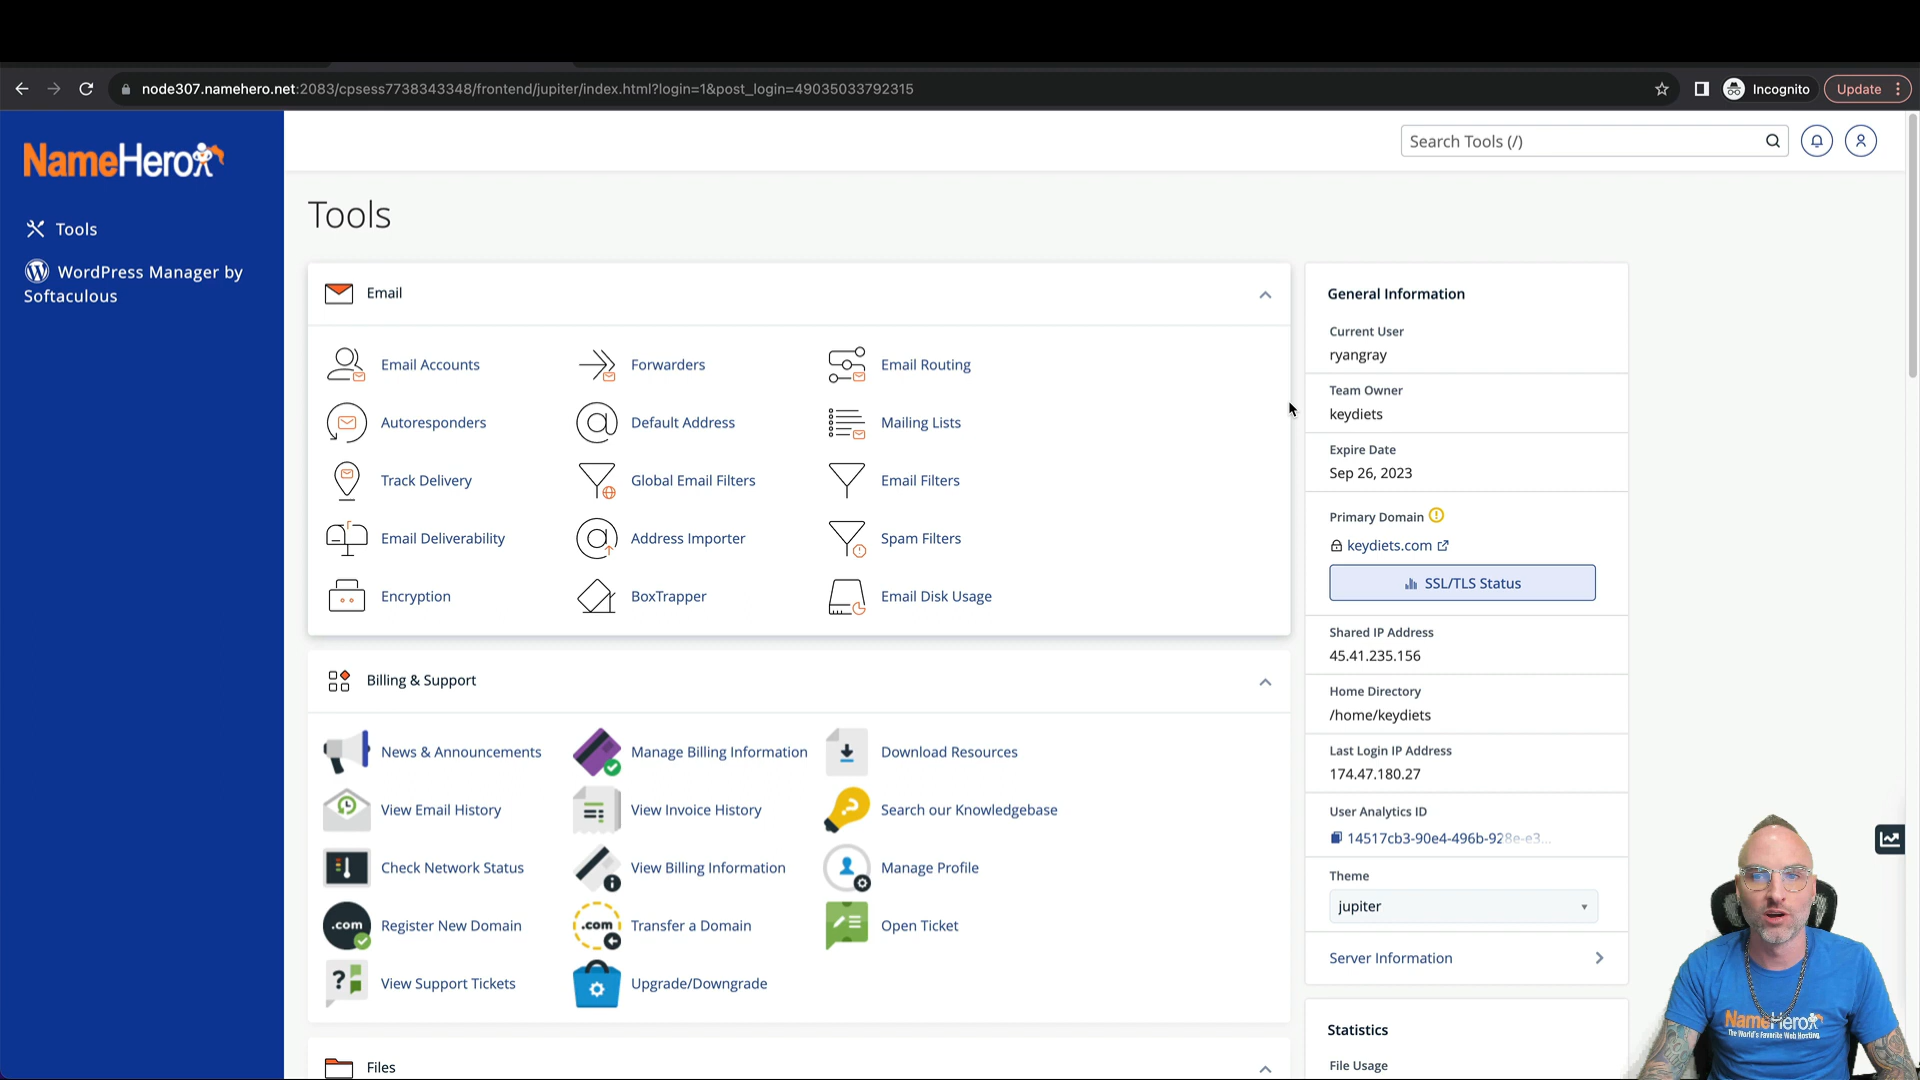 node307.namehero.net:2083/cpsess7738343348/frontend/jupiter/index.html?login=1&post_login=49035033792315
Incognito
Update
NameHero
Search Tools (/)
Tools
WordPress Manager by
Softaculous
Tools
Email
Email Accounts
Forwarders
Email Routing
Autoresponders
Default Address
Mailing Lists
Track Delivery
Global Email Filters
Email Filters
Email Deliverability
Address Importer
Spam Filters
Encryption
BoxTrapper
Email Disk Usage
Billing & Support
News & Announcements
Manage Billing Information
Download Resources
View Email History
View Invoice History
Search our Knowledgebase
Check Network Status
View Billing Information
Manage Profile
.com
Register New Domain
.com
Transfer a Domain
Open Ticket
View Support Tickets
Upgrade/Downgrade
Files
General Information
Current User
ryangray
Team Owner
keydiets
Expire Date
Sep 26, 2023
Primary Domain
keydiets.com
SSL/TLS Status
Shared IP Address
45.41.235.156
Home Directory
/home/keydiets
Last Login IP Address
174.47.180.27
User Analytics ID
14517cb3-90e4-496b-928e-e3...
Theme
jupiter
Server Information
Statistics
File Usage
NameHero
The World's Favorite Web Hosting